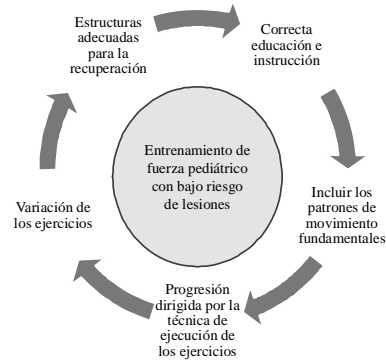 Estructuras
adecuadas
para la
recuperación
Correcta
educación e
instrucción
Incluir los
patrones de
movimiento
fundamentales
Progresión
dirigida por la
técnica de
ejecución de
los ejercicios
Variación de
los ejercicios
Entrenamiento de
fuerza pediátrico
con bajo riesgo
de lesiones